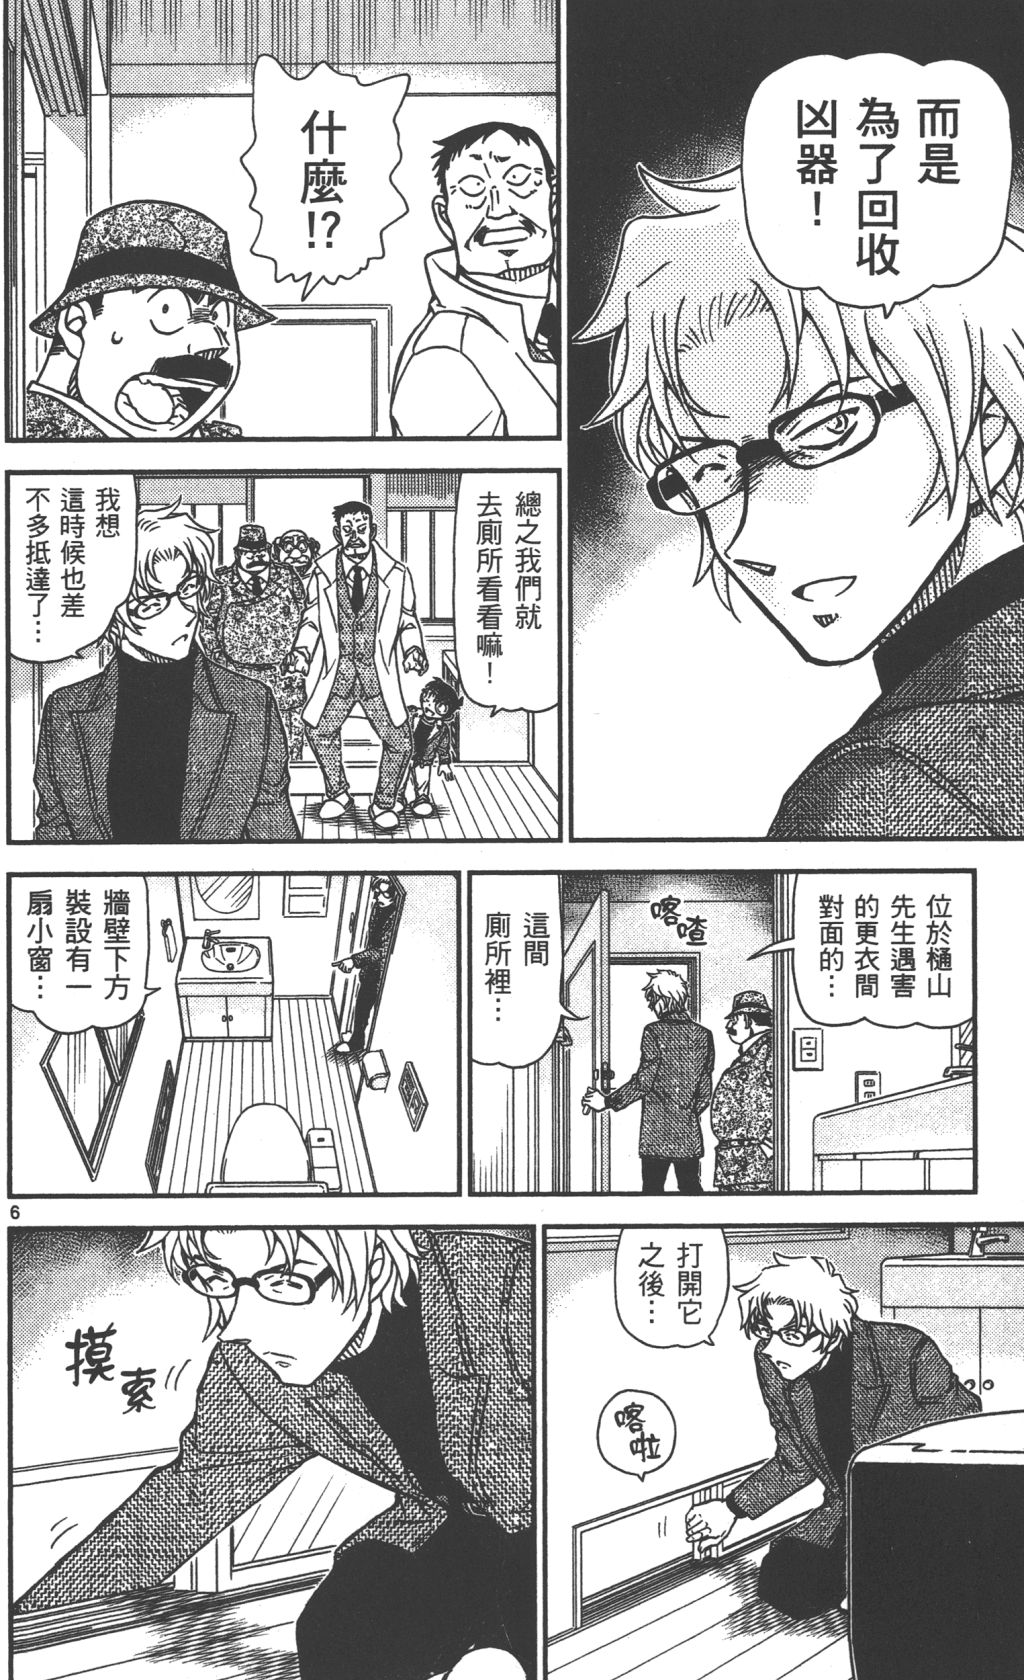 而是
為了回收
凶器！
什麼!?
總之我們就
去廁所看看嘛！
我想
這時候也差
不多抵達了…
位於樋山
先生遇害
的更衣間
對面的…
喀喳
這間
廁所裡…
牆壁下方
裝設有一
扇小窗…
6
打開它
之後…
喀啦
摸索